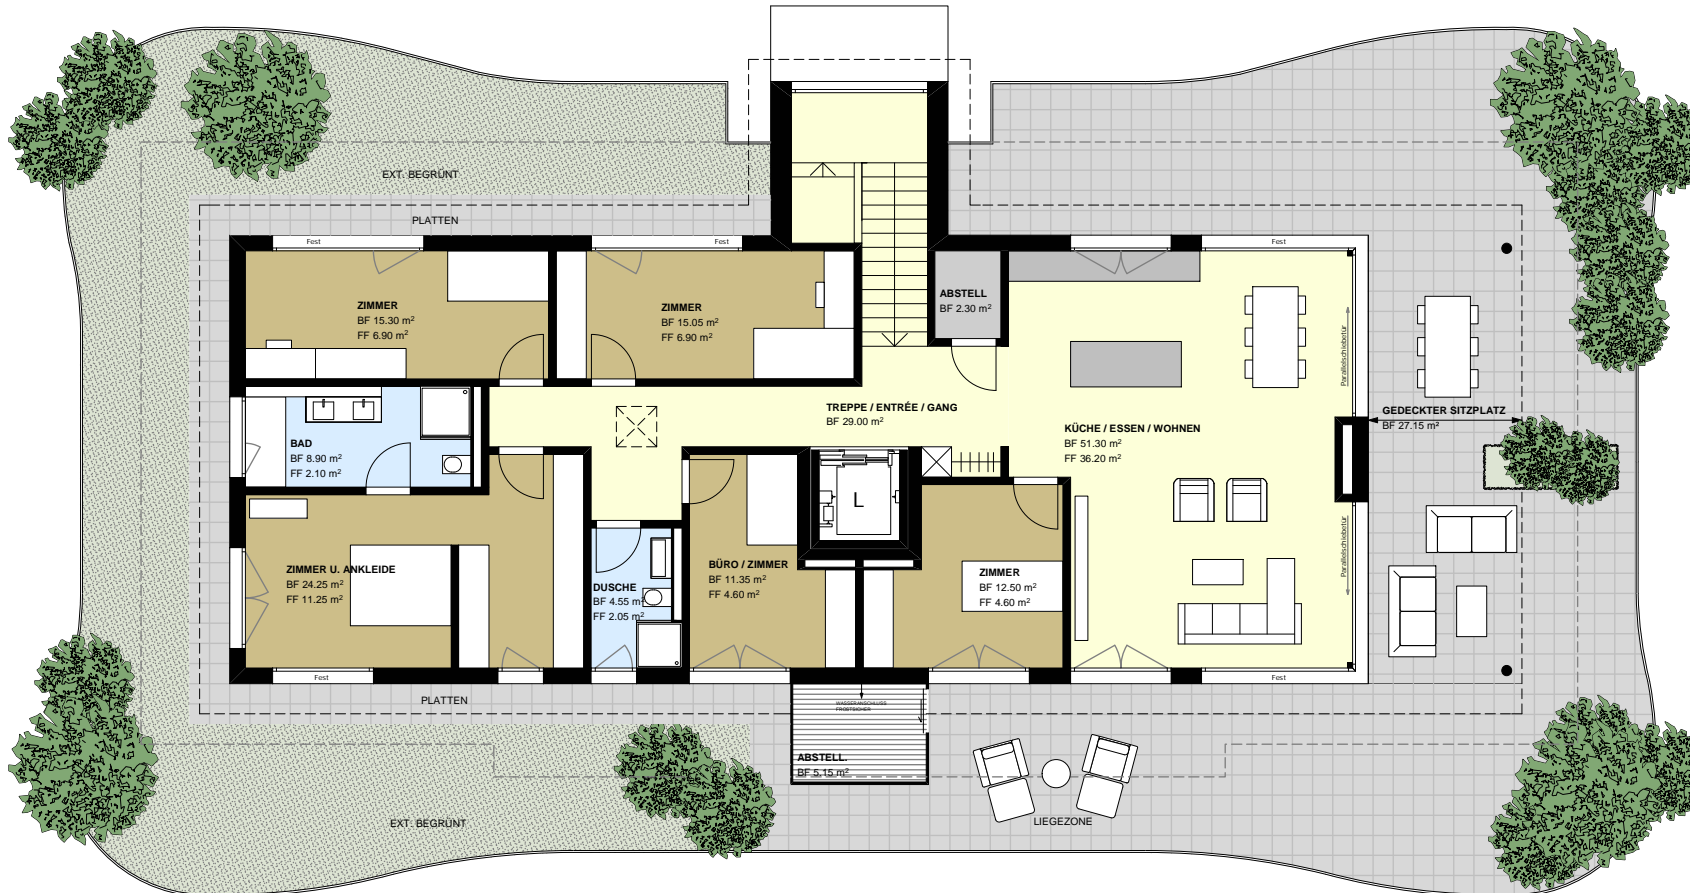 EXT. BEGRÜNT
PLATTEN
Fest
Fest
Fest
ZIMMER
BF 15.30 m²
FF 6.90 m²
ZIMMER
BF 15.05 m²
FF 6.90 m²
ABSTELL
BF 2.30 m²
Parallelschiebetür
TREPPE / ENTRÉE / GANG
BF 29.00 m²
KÜCHE / ESSEN / WOHNEN
BF 51.30 m²
FF 36.20 m²
GEDECKTER SITZPLATZ
BF 27.15 m²
BAD
BF 8.90 m²
FF 2.10 m²
L
ZIMMER U. ANKLEIDE
BF 24.25 m²
FF 11.25 m²
DUSCHE
BF 4.55 m²
FF 2.05 m²
BÜRO / ZIMMER
BF 11.35 m²
FF 4.60 m²
ZIMMER
BF 12.50 m²
FF 4.60 m²
Parallelschiebetür
Fest
Fest
PLATTEN
WASSERANSCHLUSS
FROSTSICHER
ABSTELL.
BF 5.15 m²
EXT. BEGRÜNT
LIEGEZONE